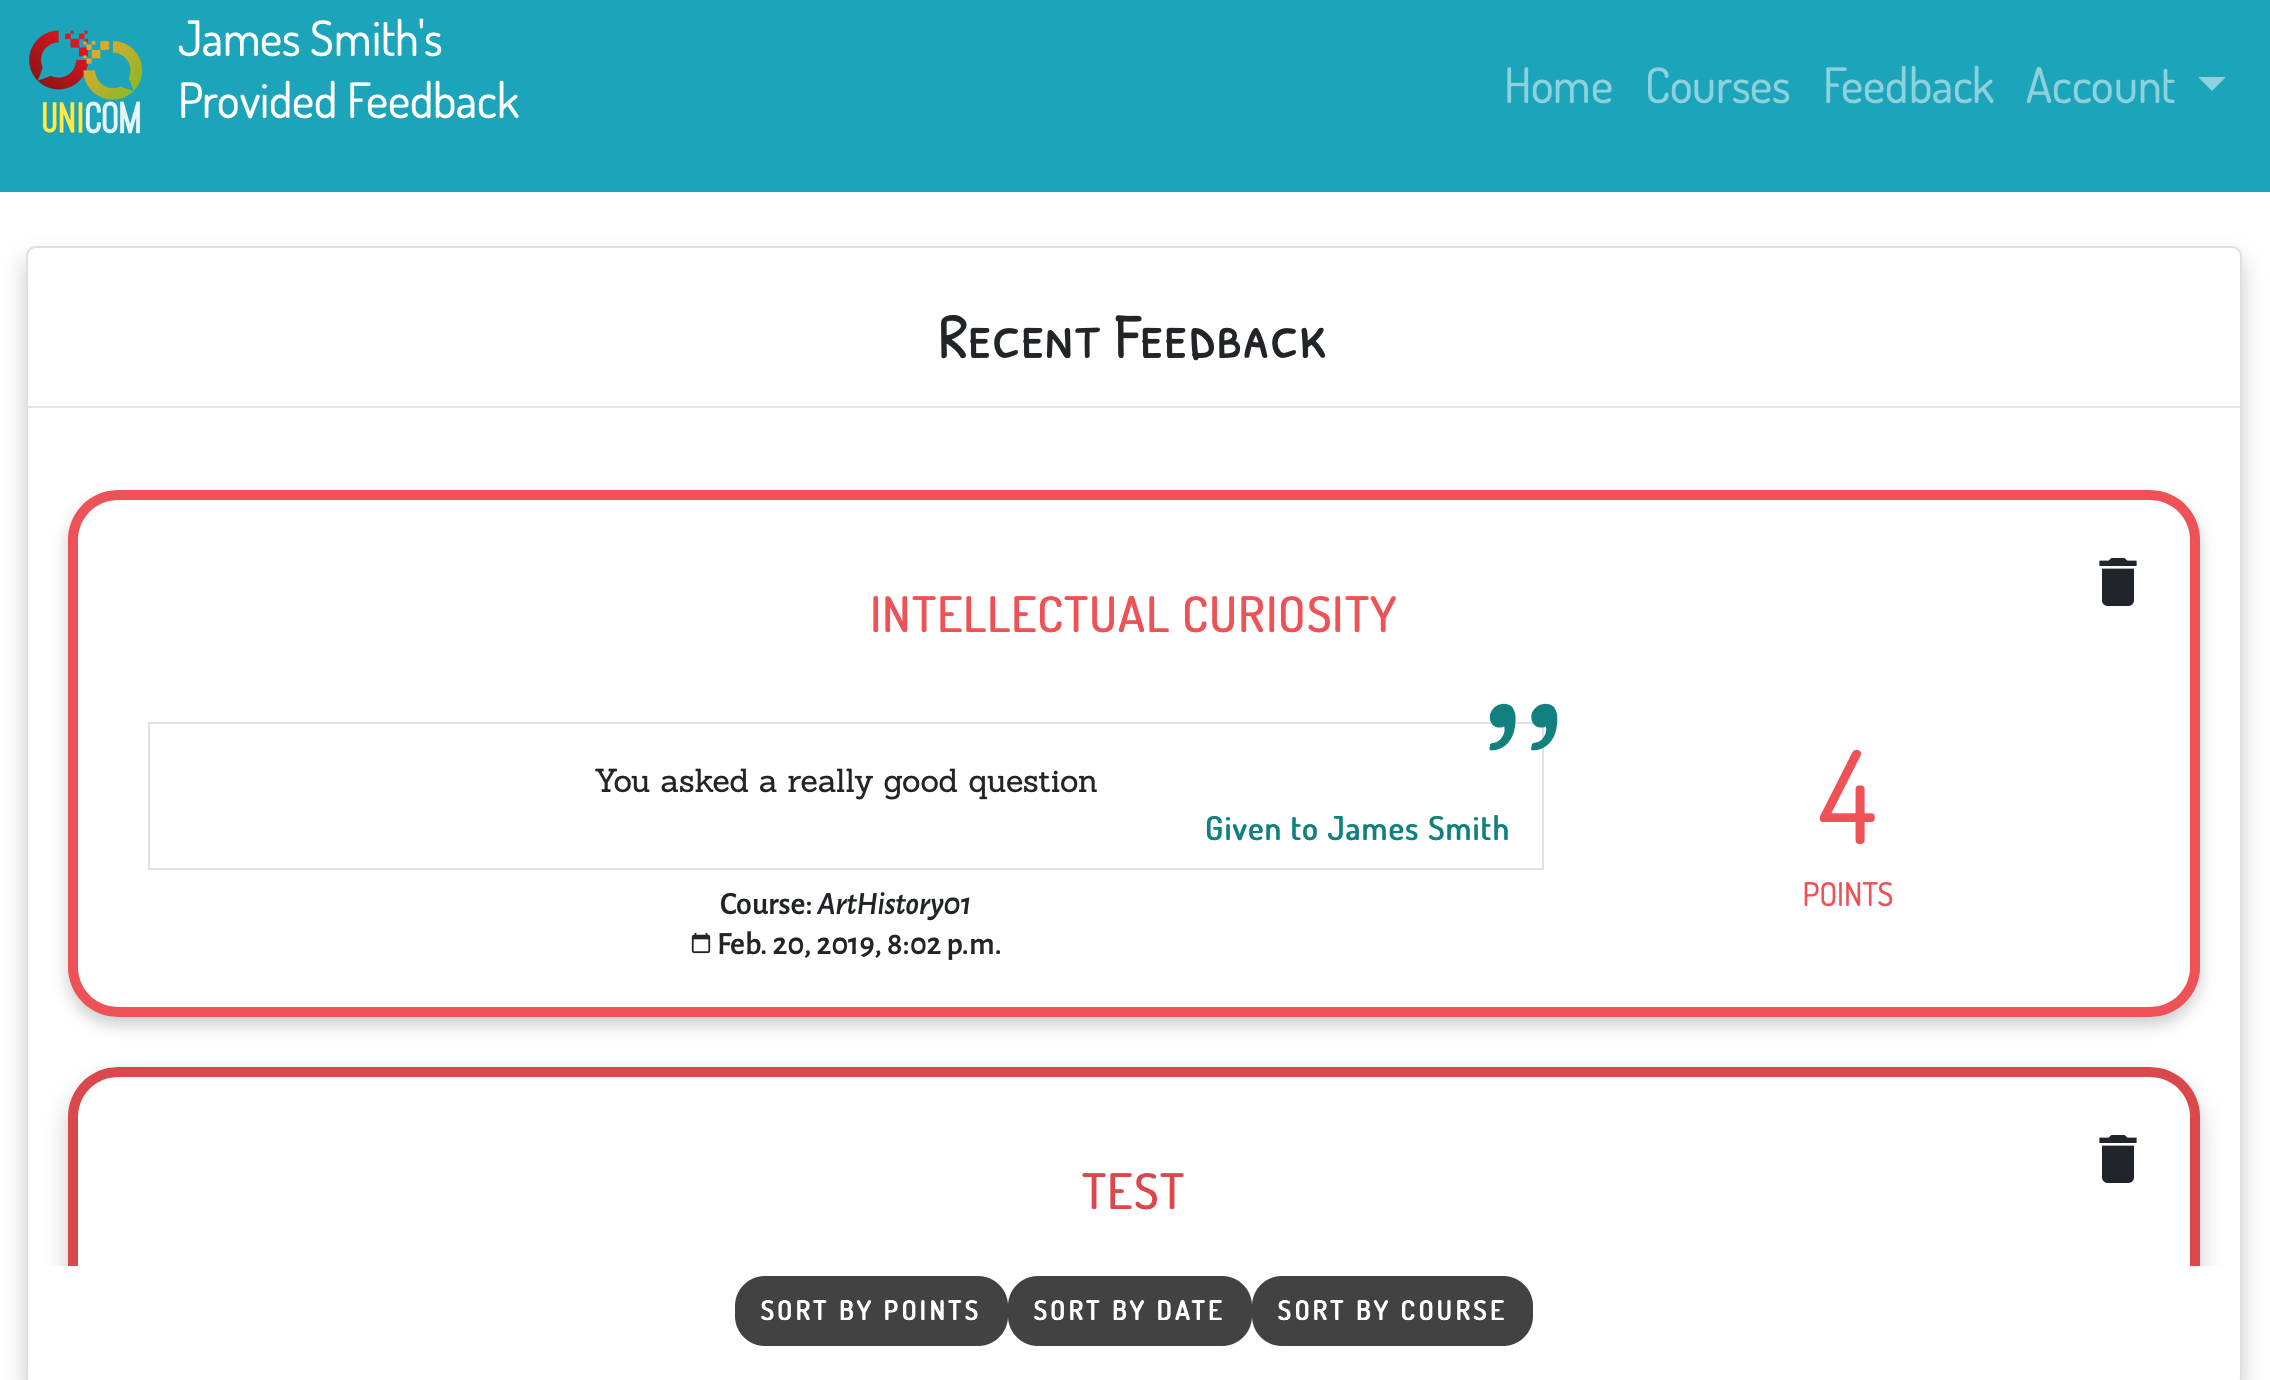 UNICOM
James Smith's
Provided Feedback
Home Courses Feedback Account
Recent Feedback
INTELLECTUAL CURIOSITY
”
You asked a really good question
Given to James Smith
4
POINTS
Course: ArtHistory01
Feb. 20, 2019, 8:02 p.m.
TEST
SORT BY POINTS SORT BY DATE SORT BY COURSE